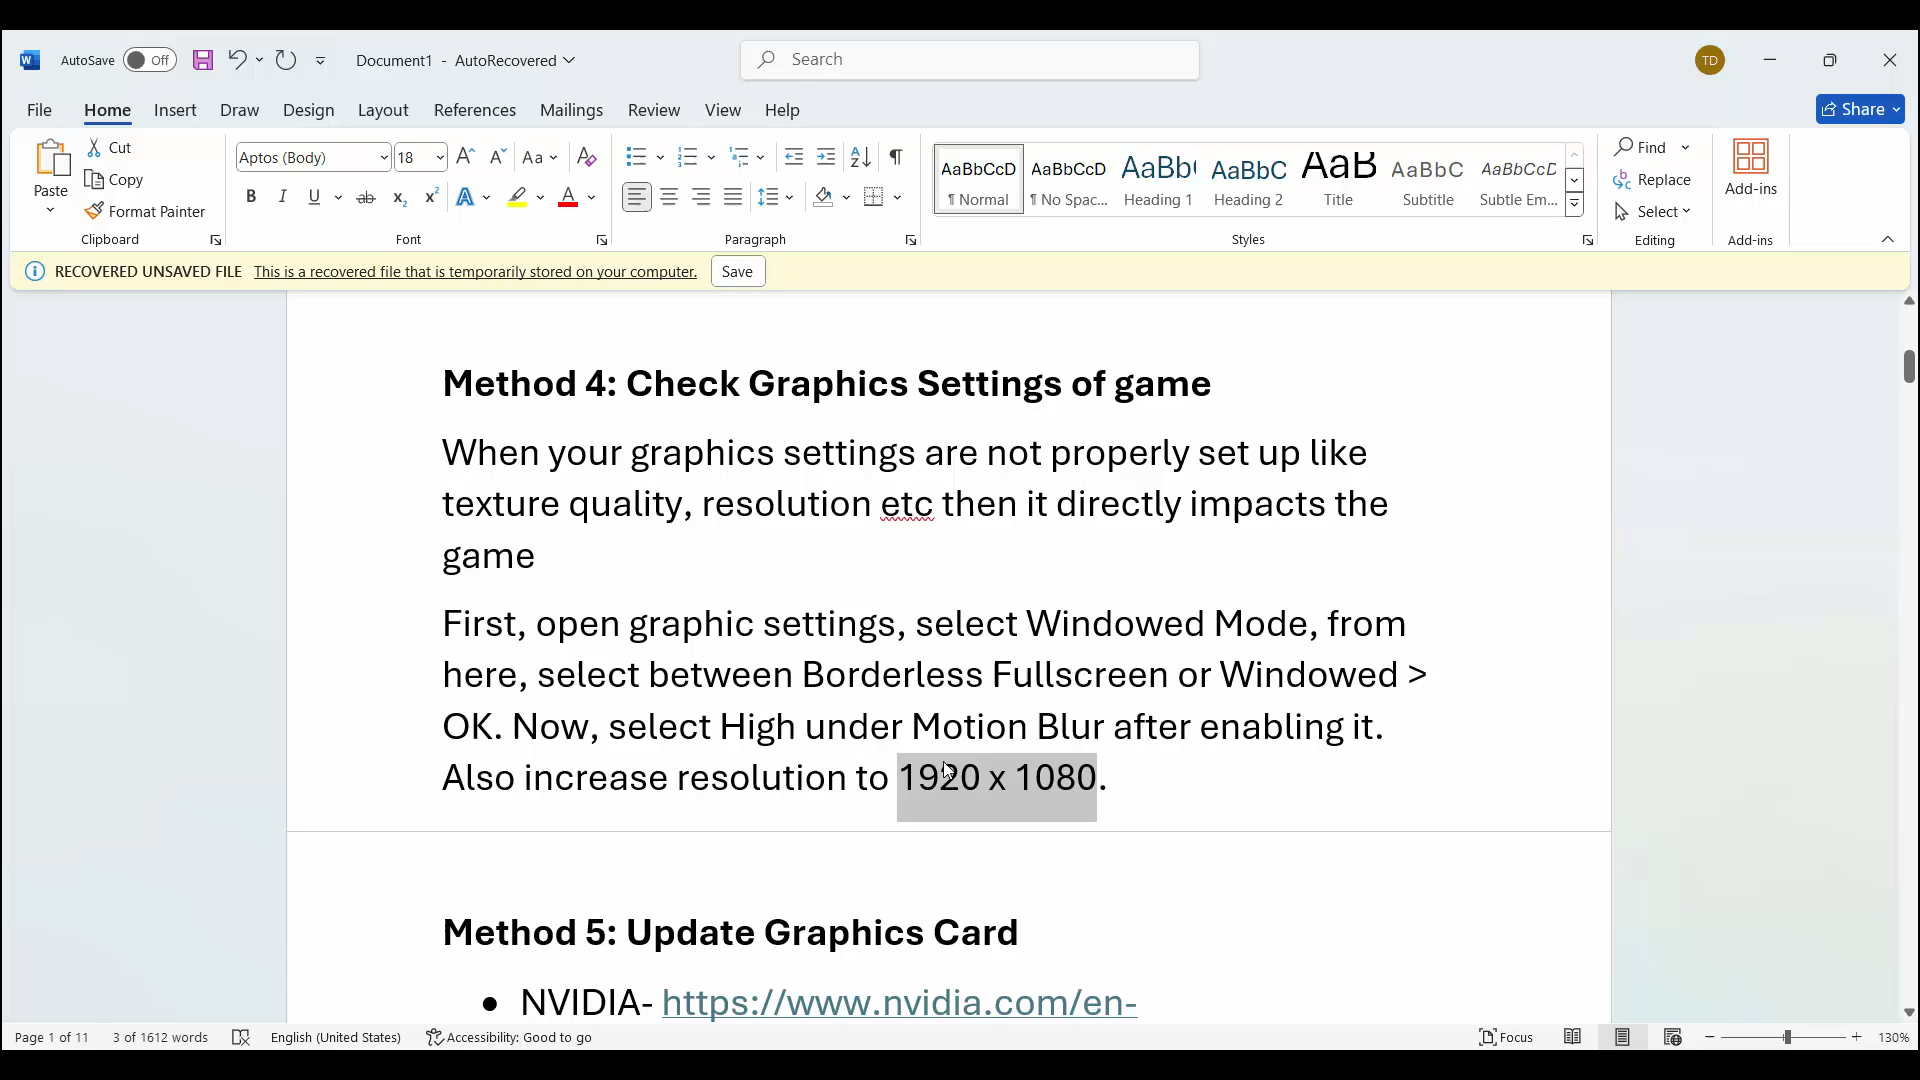 AutoSave Off Document1 - AutoRecovered Search TD
File Home Insert Draw Design Layout References Mailings Review View Help Share
Paste Cut Copy Format Painter Clipboard
Aptos (Body) 18 Aa
B I U ab x₂ x² A A Font
Paragraph
AaBbCcD AaBbCcD AaBb( AaBbC AaB AaBbC AaBbCcD
¶ Normal ¶ No Spac... Heading 1 Heading 2 Title Subtitle Subtle Em...
Styles
Find Replace Select Editing
Add-ins Add-ins
RECOVERED UNSAVED FILE This is a recovered file that is temporarily stored on your computer. Save
Method 4: Check Graphics Settings of game
When your graphics settings are not properly set up like
texture quality, resolution etc then it directly impacts the
game
First, open graphic settings, select Windowed Mode, from
here, select between Borderless Fullscreen or Windowed >
OK. Now, select High under Motion Blur after enabling it.
Also increase resolution to 1920 x 1080.
Method 5: Update Graphics Card
• NVIDIA- https://www.nvidia.com/en-
Page 1 of 11 3 of 1612 words English (United States) Accessibility: Good to go Focus 130%